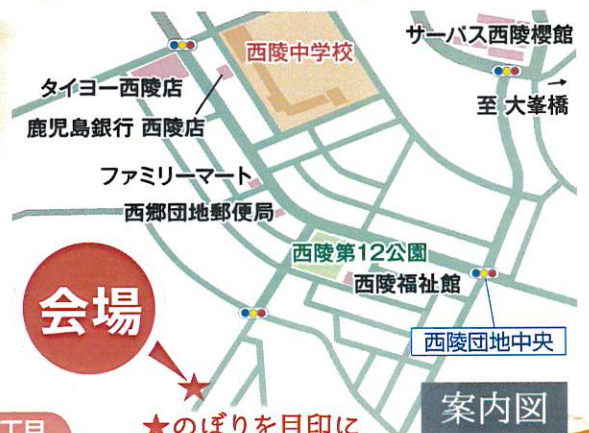 サーパス西陵櫻館
西陵中学校
タイヨー西陵店
至 大峯橋
鹿児島銀行 西陵店
ファミリーマート
西郷団地郵便局
西陵第12公園
西陵福祉館
会場
西陵団地中央
案内図
丁目
★のぼりを目印に